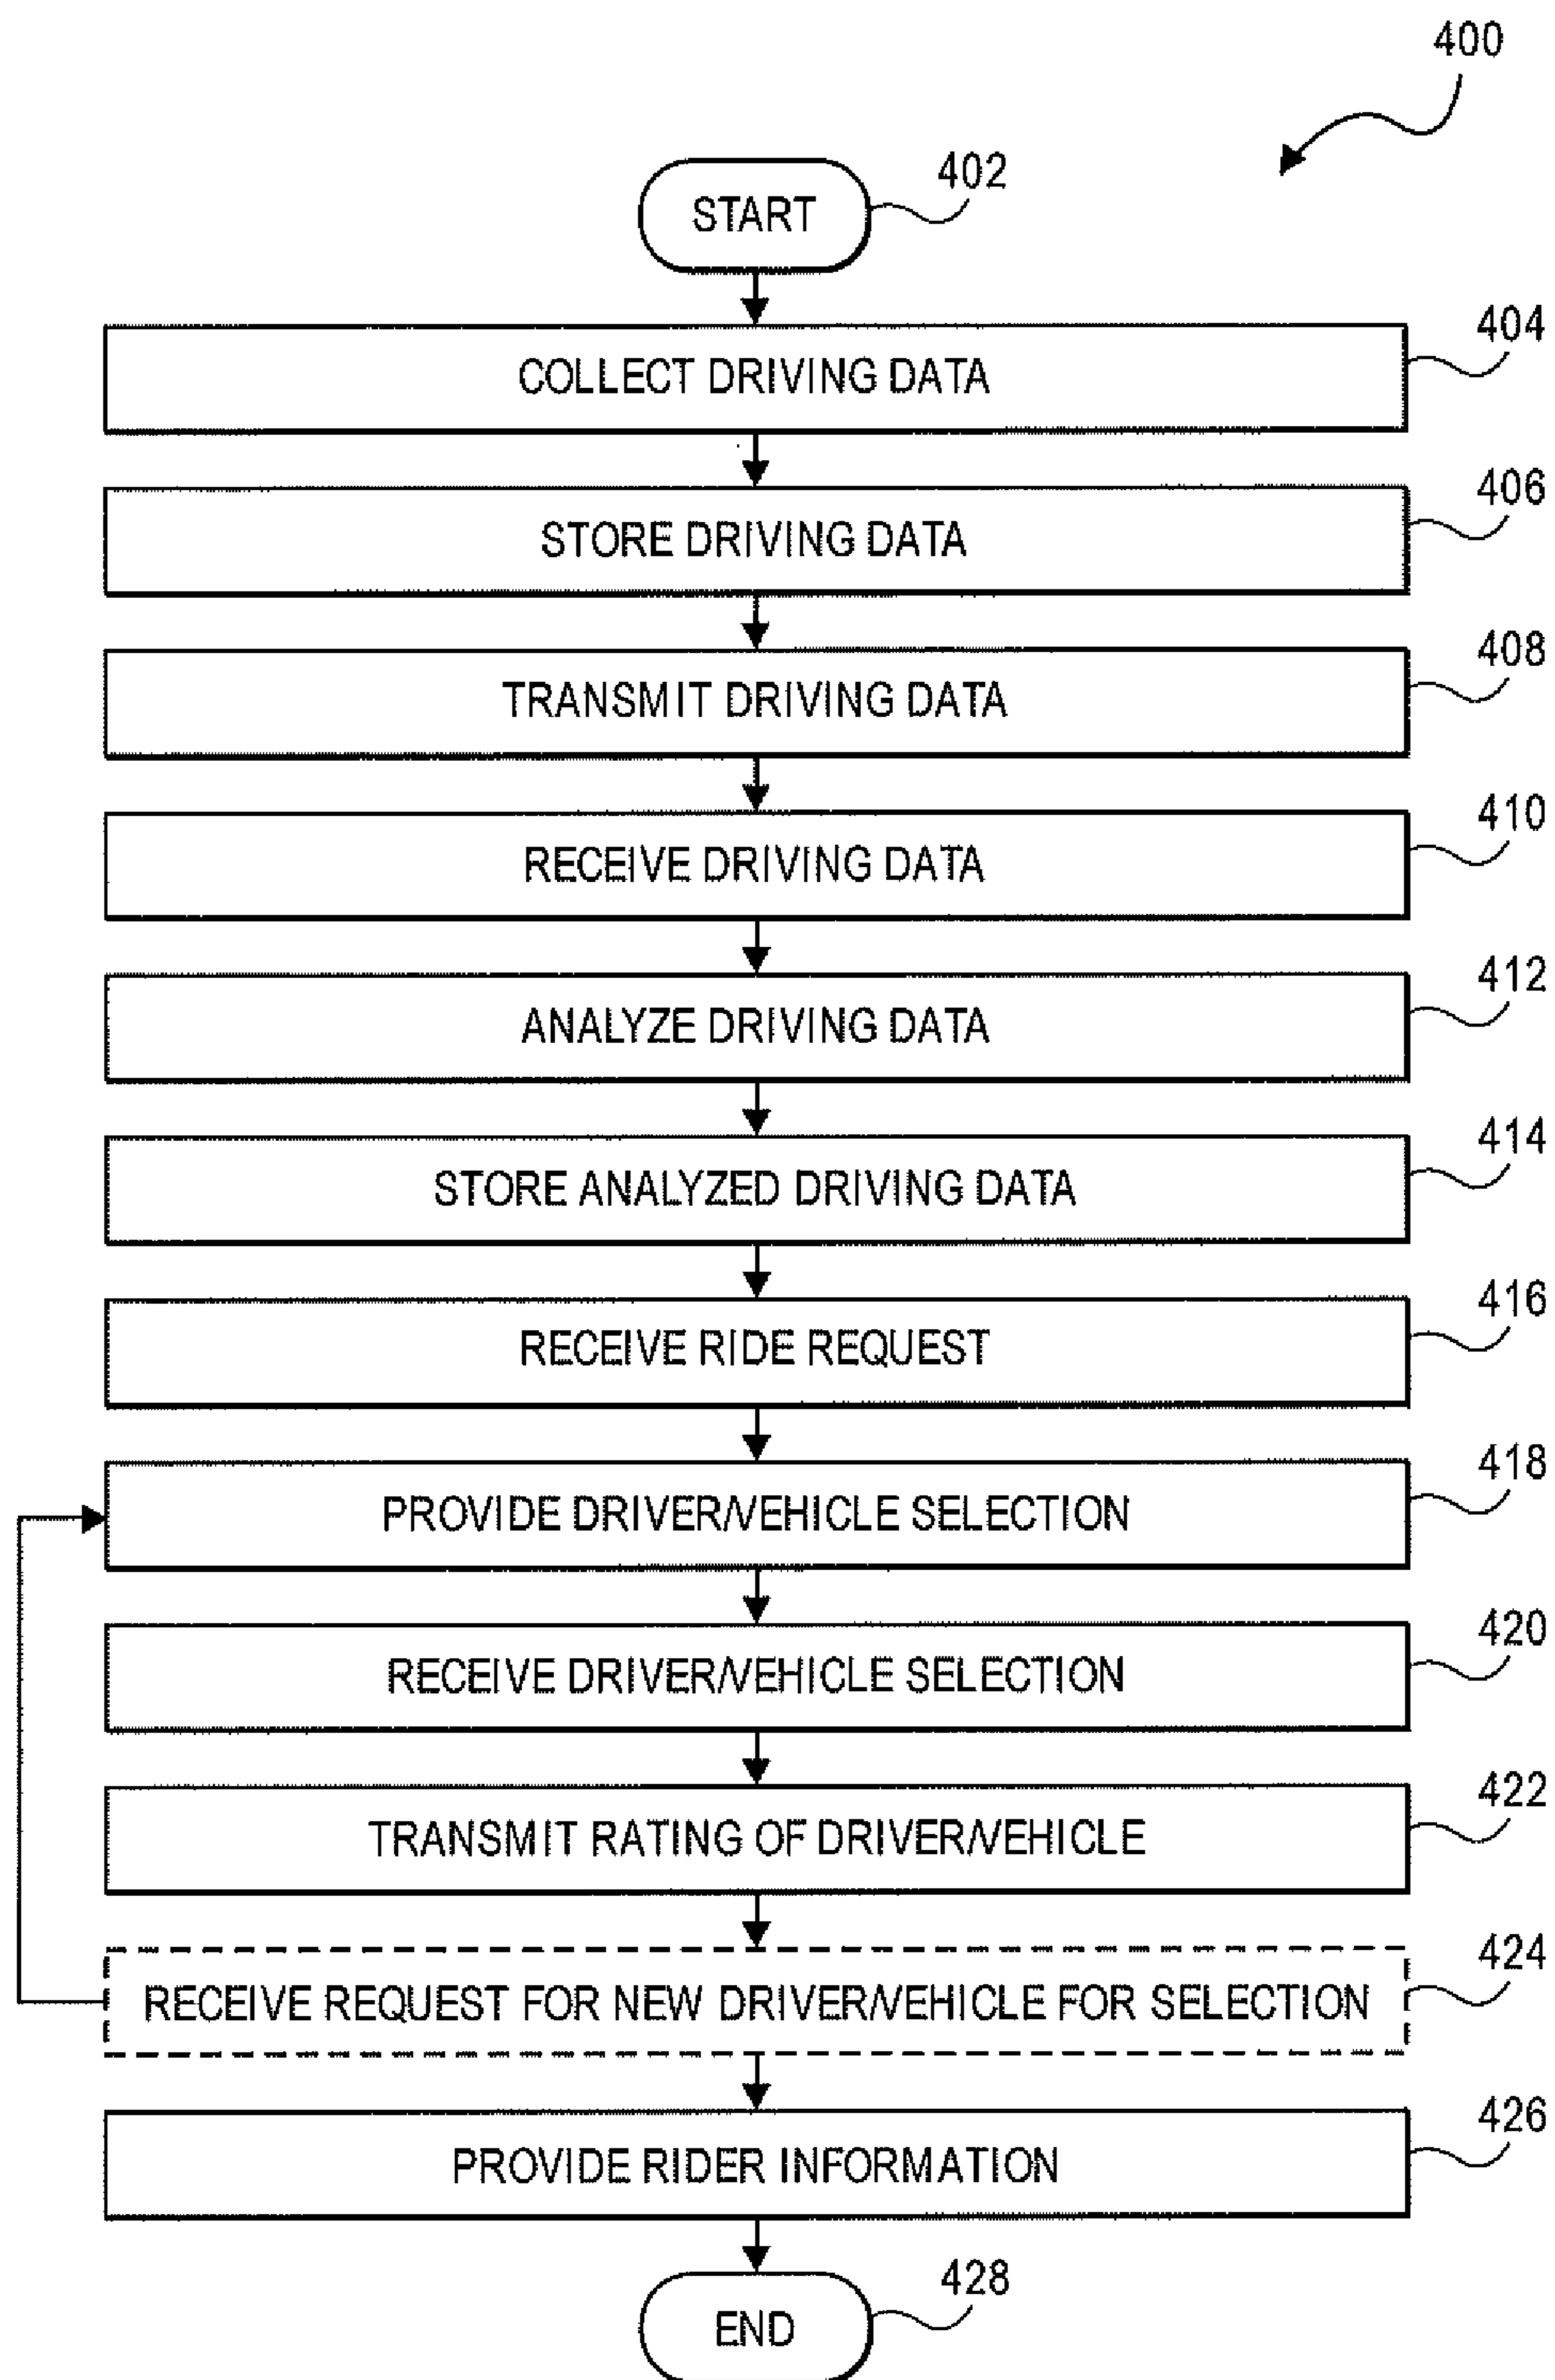 400
START
402
COLLECT DRIVING DATA
404
STORE DRIVING DATA
406
TRANSMIT DRIVING DATA
408
RECEIVE DRIVING DATA
410
ANALYZE DRIVING DATA
412
STORE ANALYZED DRIVING DATA
414
RECEIVE RIDE REQUEST
416
PROVIDE DRIVER/VEHICLE SELECTION
418
RECEIVE DRIVER/VEHICLE SELECTION
420
TRANSMIT RATING OF DRIVER/VEHICLE
422
RECEIVE REQUEST FOR NEW DRIVER/VEHICLE FOR SELECTION
424
PROVIDE RIDER INFORMATION
426
END
428